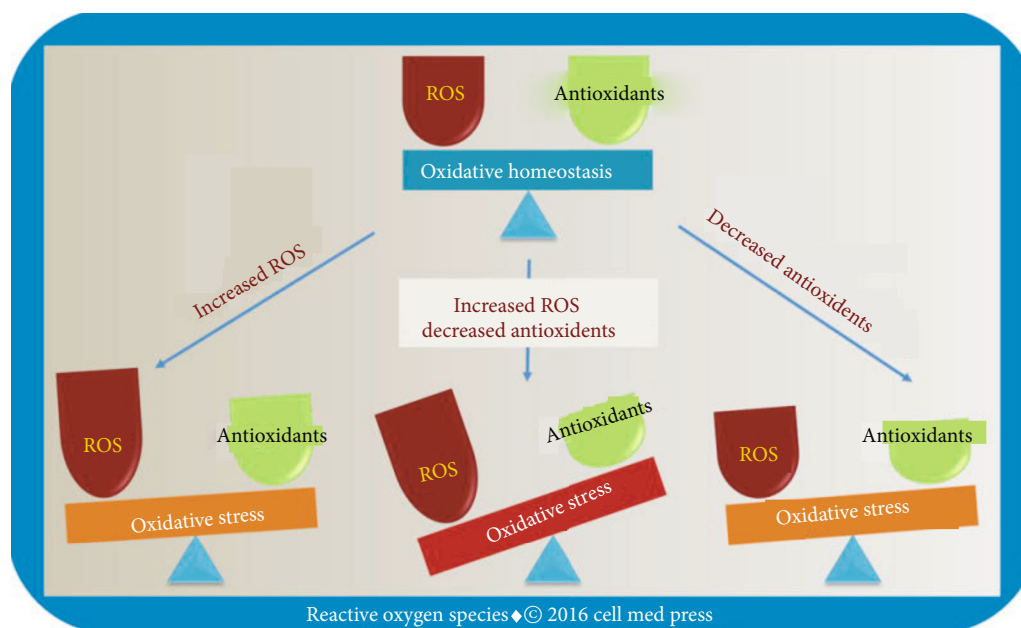 ROS
Antioxidants
Oxidative homeostasis
Increased ROS
Increased ROS
decreased antioxidents
Decreased antioxidents
ROS
Antioxidants
Oxidative stress
ROS
Antioxidants
Oxidative stress
ROS
Antioxidants
Oxidative stress
Reactive oxygen species◆© 2016 cell med press